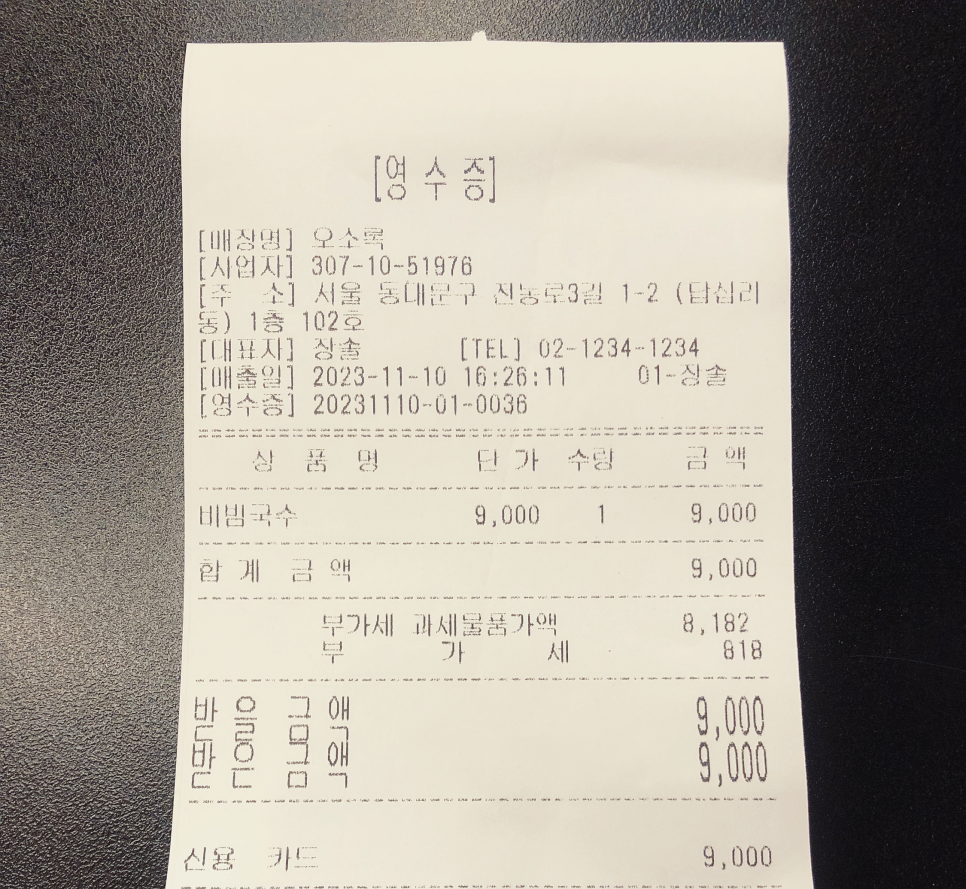 [영 수 증]
[매장명] 오소록
[사업자] 307-10-51976
[주 소] 서울 동대문구 전농로3길 1-2 (답십리
동) 1층 102호
[대표자] 장솔 [TEL] 02-1234-1234
[매출일] 2023-11-10 16:26:11 01-장솔
[영수증] 20231110-01-0036
상 품 명 단 가 수량 금 액
비빔국수 9,000 1 9,000
합 계 금 액 9,000
부가세 과세물품가액 8,182
부 가 세 818
받 을 금 액 9,000
받 은 금 액 9,000
신용 카드 9,000